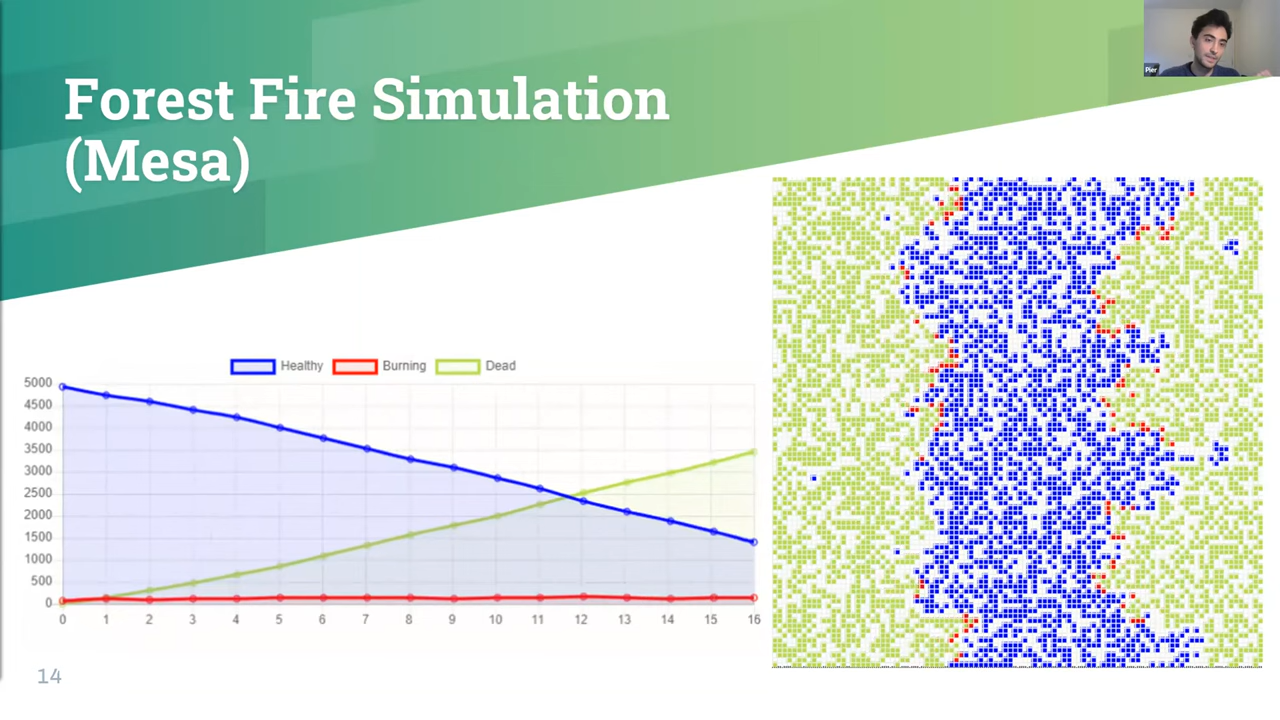 Pier
Forest Fire Simulation
(Mesa)
Healthy Burning Dead
5000
4500
4000
3500
3000
2500
2000
1500
1000
500
0
0 1 2 3 4 5 6 7 8 9 10 11 12 13 14 15 16
14